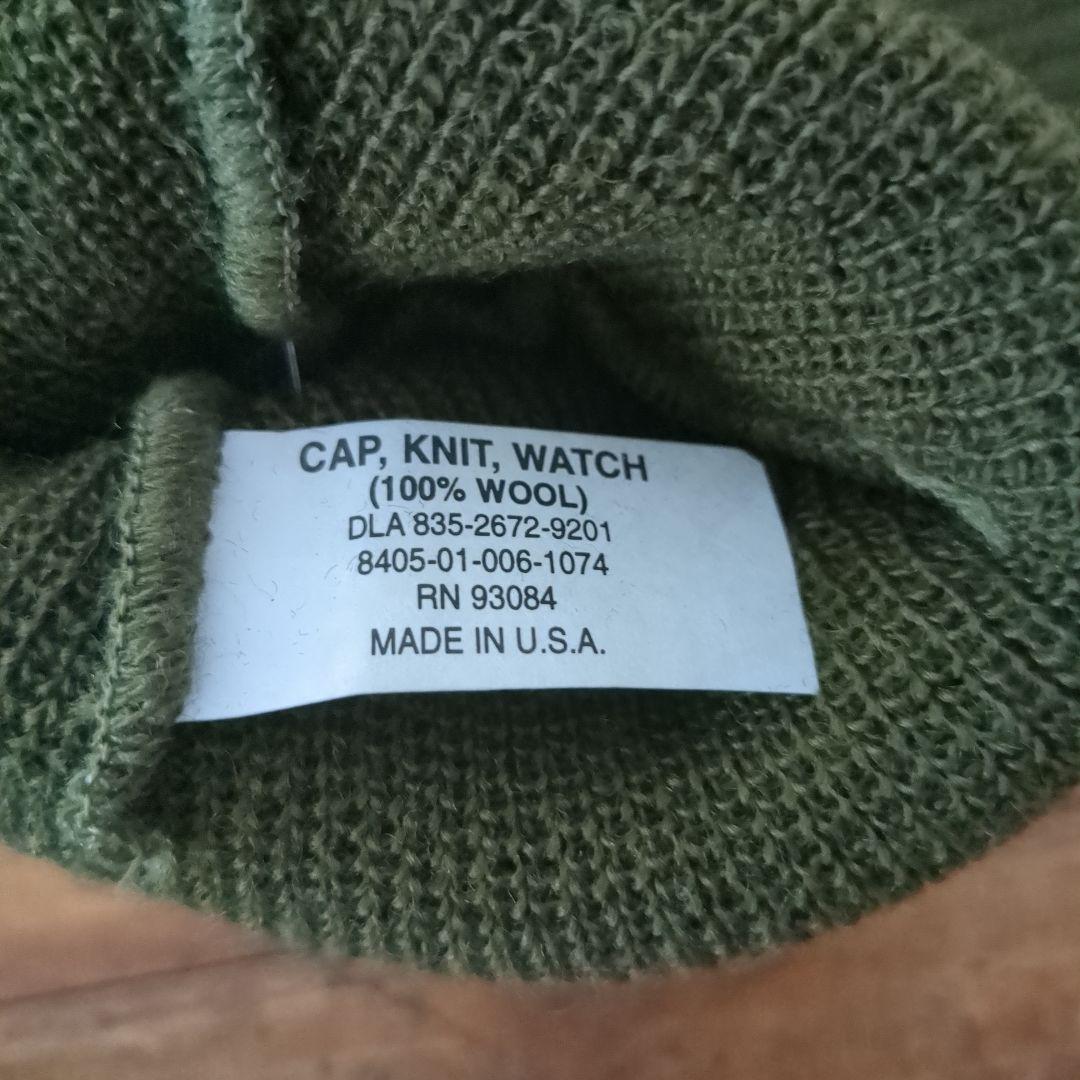 CAP, KNIT, WATCH
(100% WOOL)
DLA 835-2672-9201
8405-01-006-1074
RN 93084
MADE IN U.S.A.